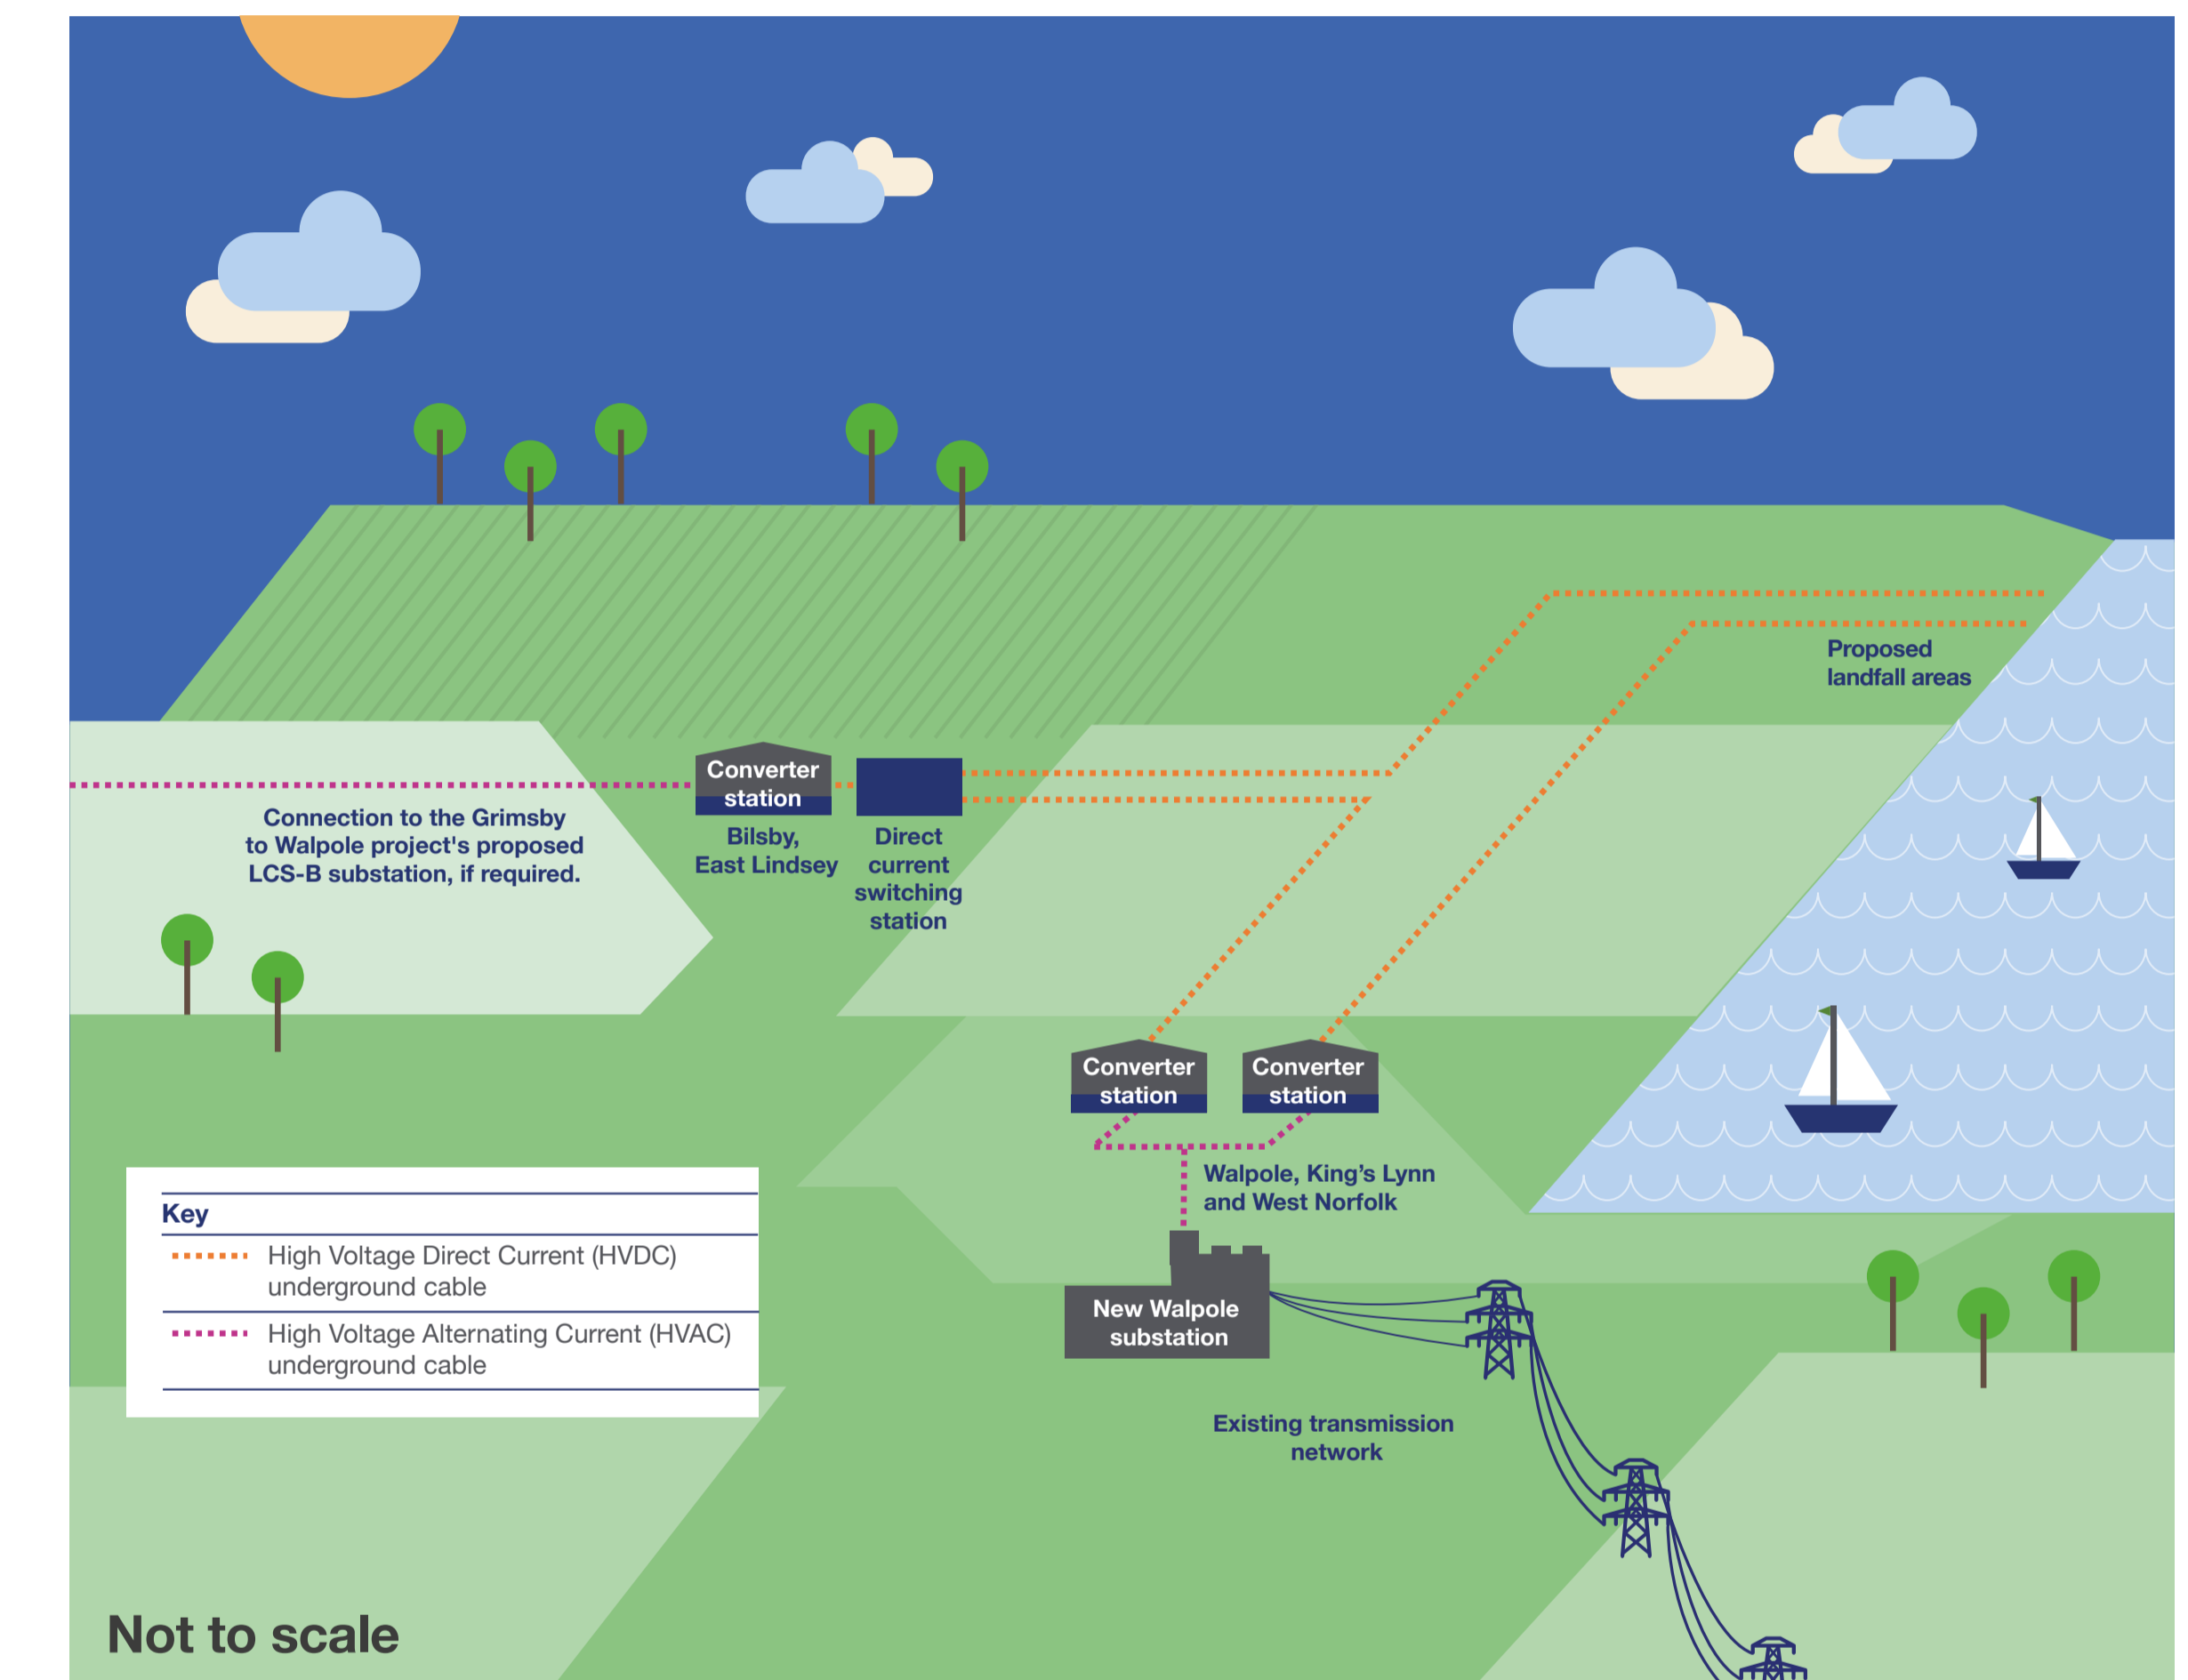 Proposed
landfall areas
Converter
station
Connection to the Grimsby
to Walpole project's proposed
LCS-B substation, if required.
Bilsby,
East Lindsey
Direct
current
switching
station
Converter
station
Converter
station
Walpole, King’s Lynn
and West Norfolk
Key
High Voltage Direct Current (HVDC)
underground cable
High Voltage Alternating Current (HVAC)
underground cable
New Walpole
substation
Existing transmission
network
Not to scale